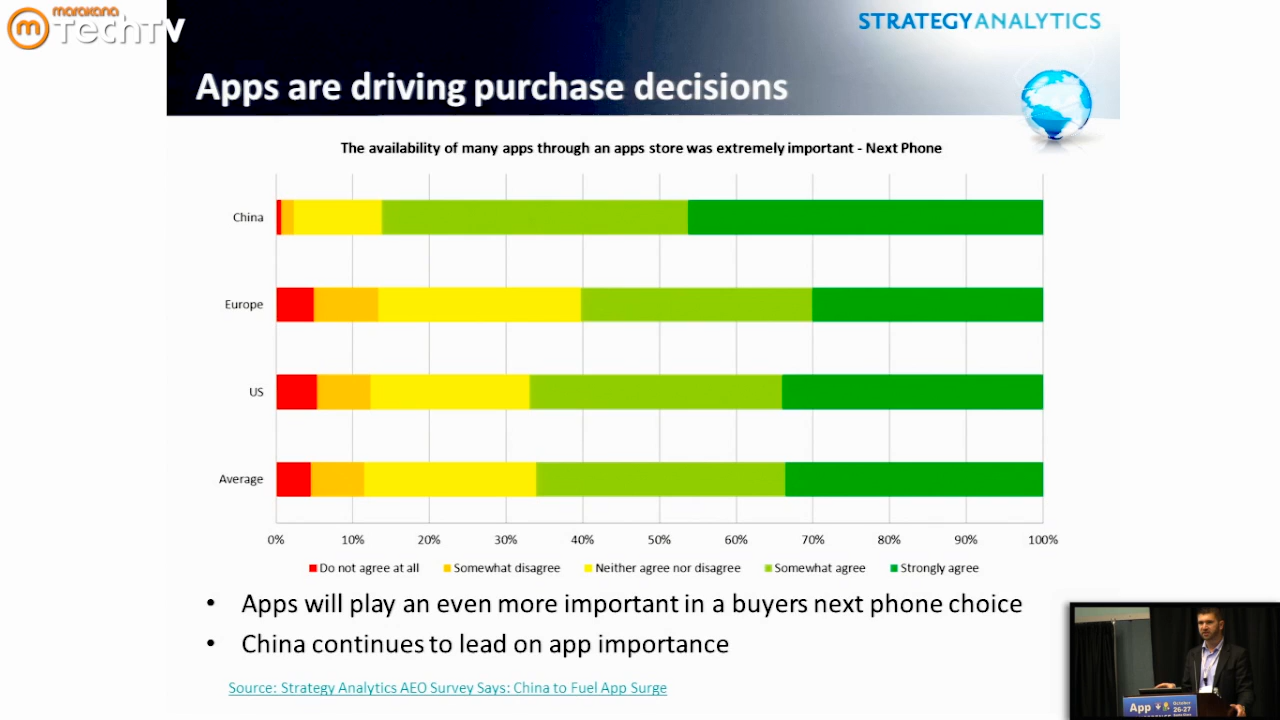 marakana
TechTV
STRATEGYANALYTICS
Apps are driving purchase decisions
The availability of many apps through an apps store was extremely important - Next Phone
China
Europe
US
Average
0% 10% 20% 30% 40% 50% 60% 70% 80% 90% 100%
Do not agree at all Somewhat disagree Neither agree nor disagree Somewhat agree Strongly agree
• Apps will play an even more important in a buyers next phone choice
• China continues to lead on app importance
Source: Strategy Analytics AEO Survey Says: China to Fuel App Surge
App
October
26-27